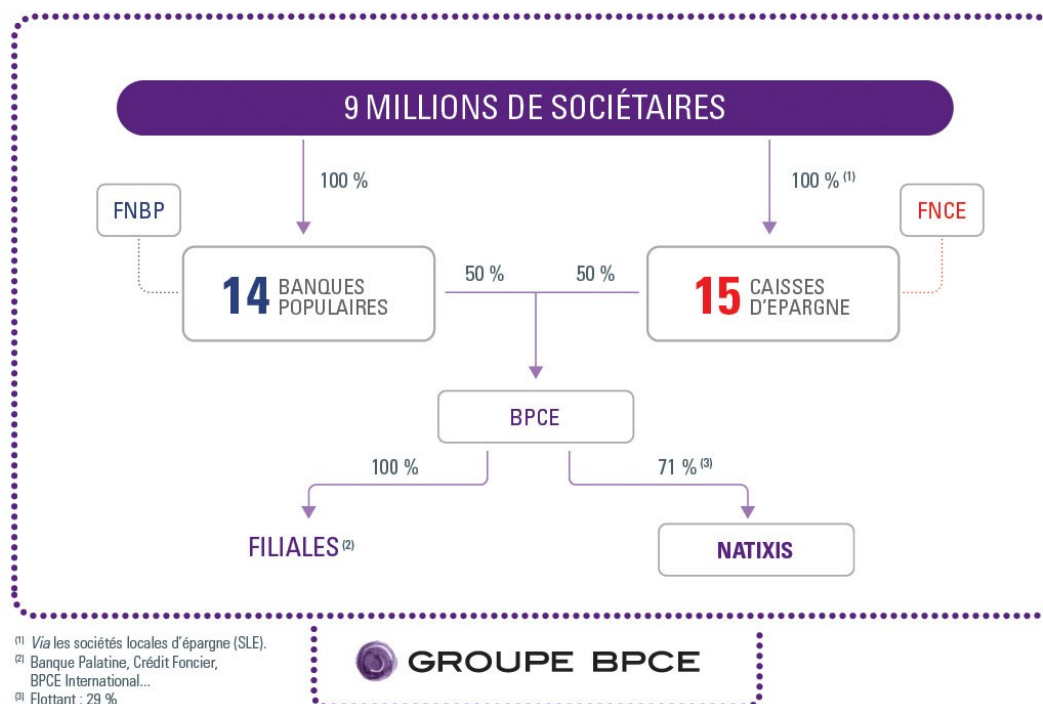 9 MILLIONS DE SOCIÉTAIRES
100 %
100 % (1)
FNBP
FNCE
14 BANQUES
POPULAIRES
50 %
50 %
15 CAISSES
D'EPARGNE
BPCE
100 %
71 % (3)
FILIALES (2)
NATIXIS
(1) Via les sociétés locales d'épargne (SLE).
(2) Banque Palatine, Crédit Foncier,
BPCE International...
(3) Flottant : 29 %
GROUPE BPCE